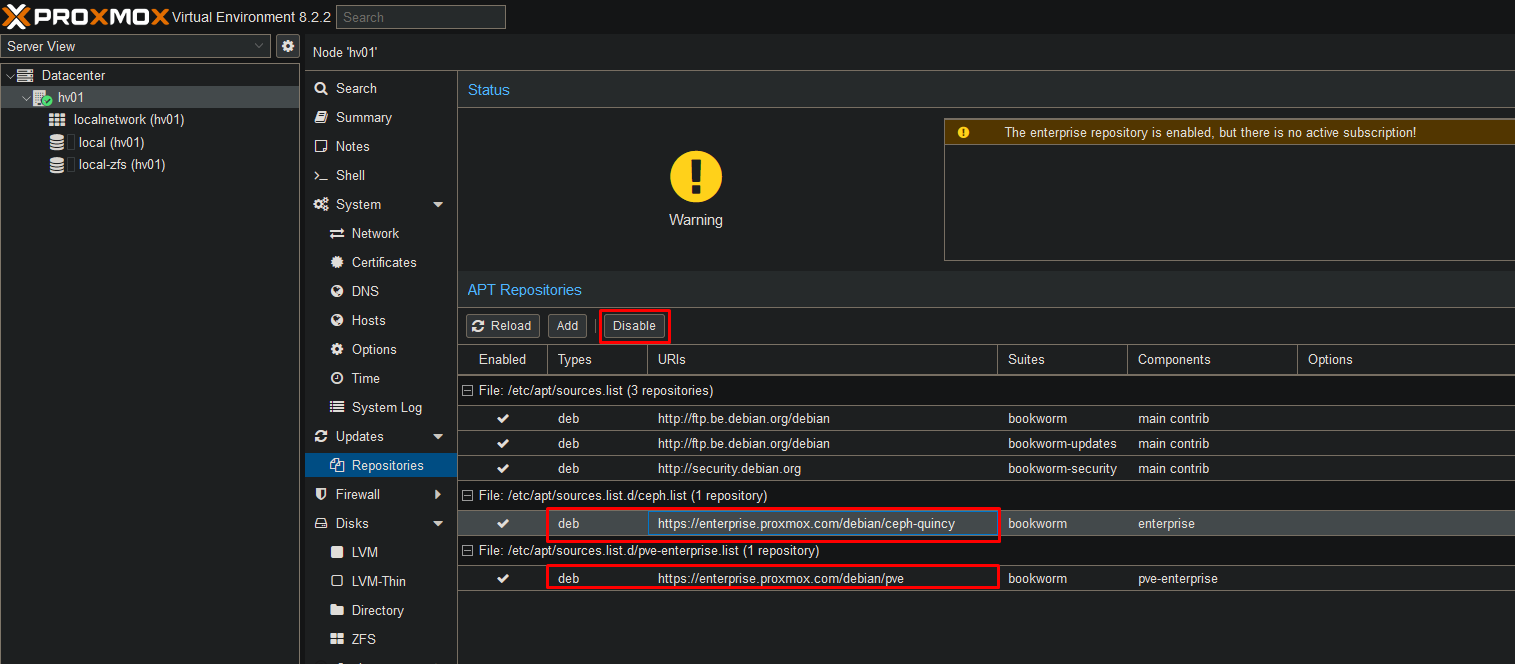 PROXMOX Virtual Environment 8.2.2 Search
Server View
Node 'hv01'
Datacenter
hv01
localnetwork (hv01)
local (hv01)
local-zfs (hv01)
Search
Summary
Notes
Shell
System
Network
Certificates
DNS
Hosts
Options
Time
System Log
Updates
Repositories
Firewall
Disks
LVM
LVM-Thin
Directory
ZFS
Status
Warning
The enterprise repository is enabled, but there is no active subscription!
APT Repositories
Reload Add Disable
Enabled Types URIs Suites Components Options
File: /etc/apt/sources.list (3 repositories)
deb http://ftp.be.debian.org/debian bookworm main contrib
deb http://ftp.be.debian.org/debian bookworm-updates main contrib
deb http://security.debian.org bookworm-security main contrib
File: /etc/apt/sources.list.d/ceph.list (1 repository)
deb https://enterprise.proxmox.com/debian/ceph-quincy bookworm enterprise
File: /etc/apt/sources.list.d/pve-enterprise.list (1 repository)
deb https://enterprise.proxmox.com/debian/pve bookworm pve-enterprise